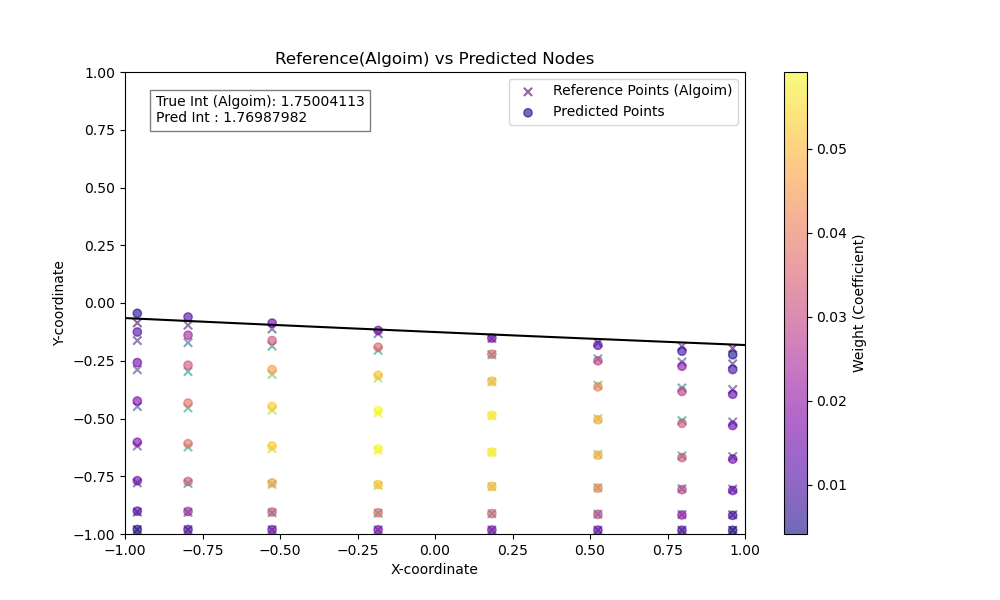 Reference(Algoim) vs Predicted Nodes
True Int (Algoim): 1.75004113
Pred Int : 1.76987982
Reference Points (Algoim)
Predicted Points
1.00
0.75
0.50
0.25
0.00
−0.25
−0.50
−0.75
−1.00
Y-coordinate
−1.00 −0.75 −0.50 −0.25 0.00 0.25 0.50 0.75 1.00
X-coordinate
0.05
0.04
0.03
0.02
0.01
Weight (Coefficient)